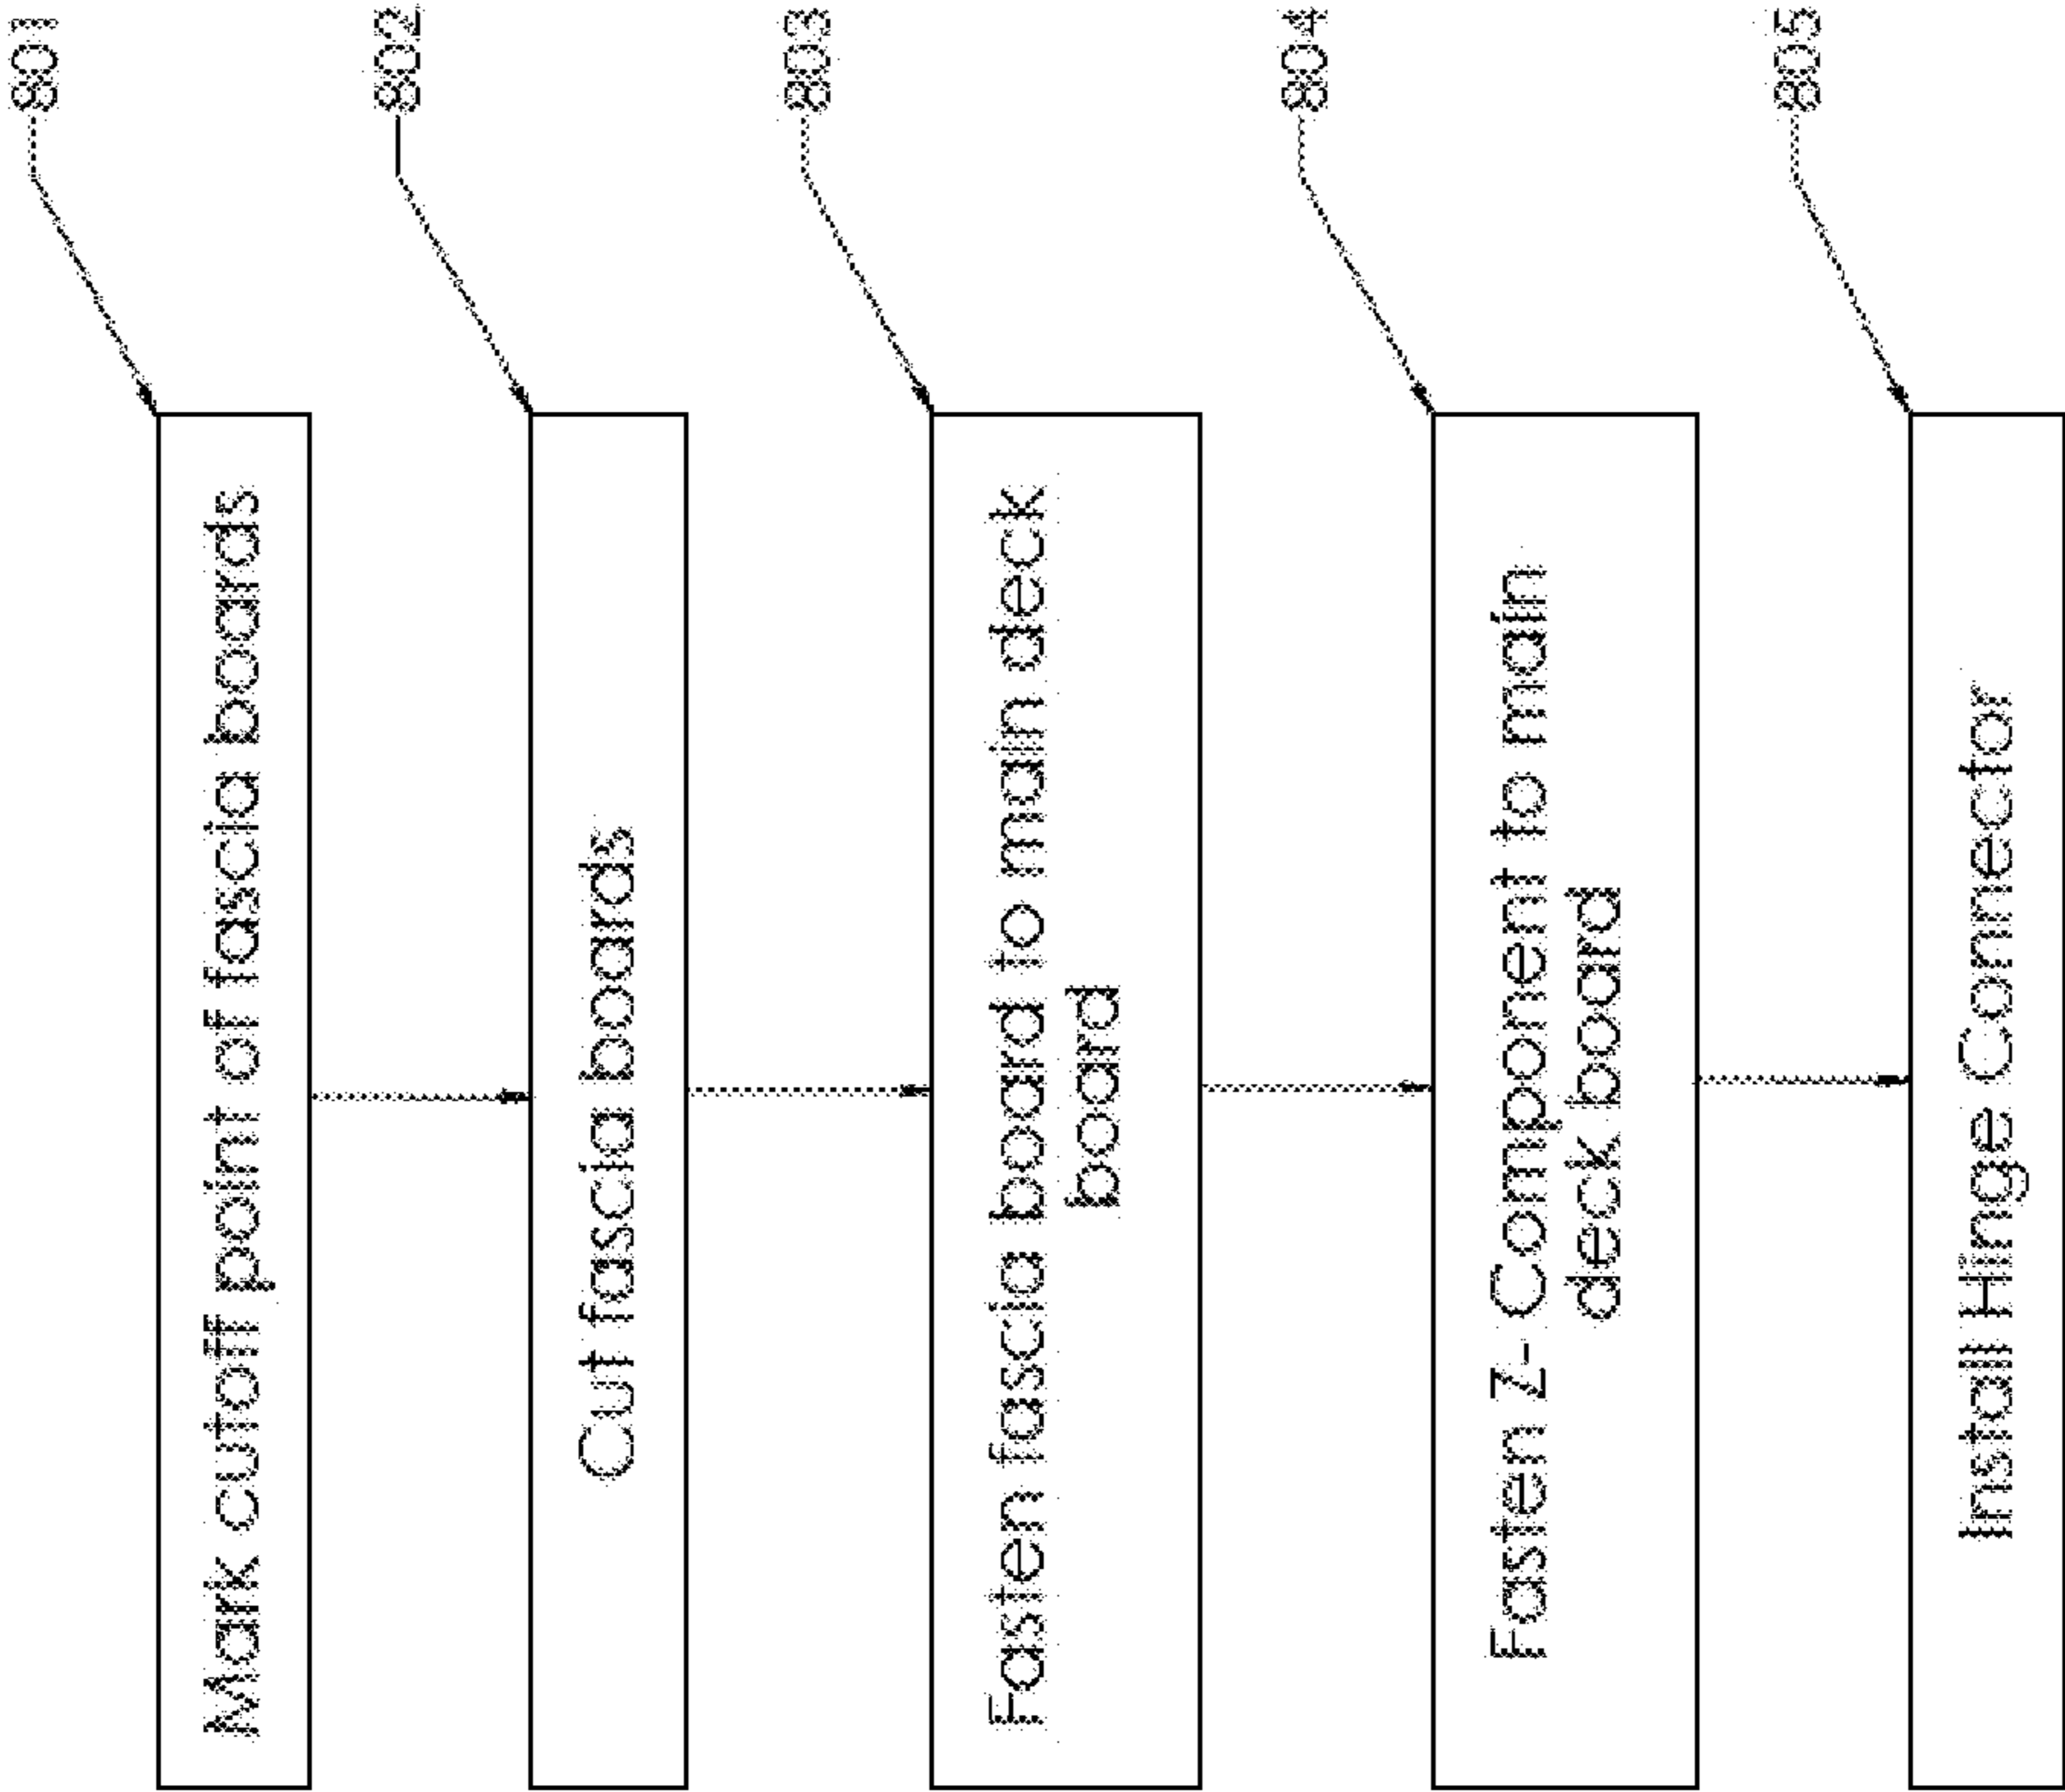 801
Mark cutoff point of fascia boards
802
Cut fascia boards
803
Fasten fascia board to main deck
board
804
Fasten Z- Component to main
deck board
805
Install Hinge Connector